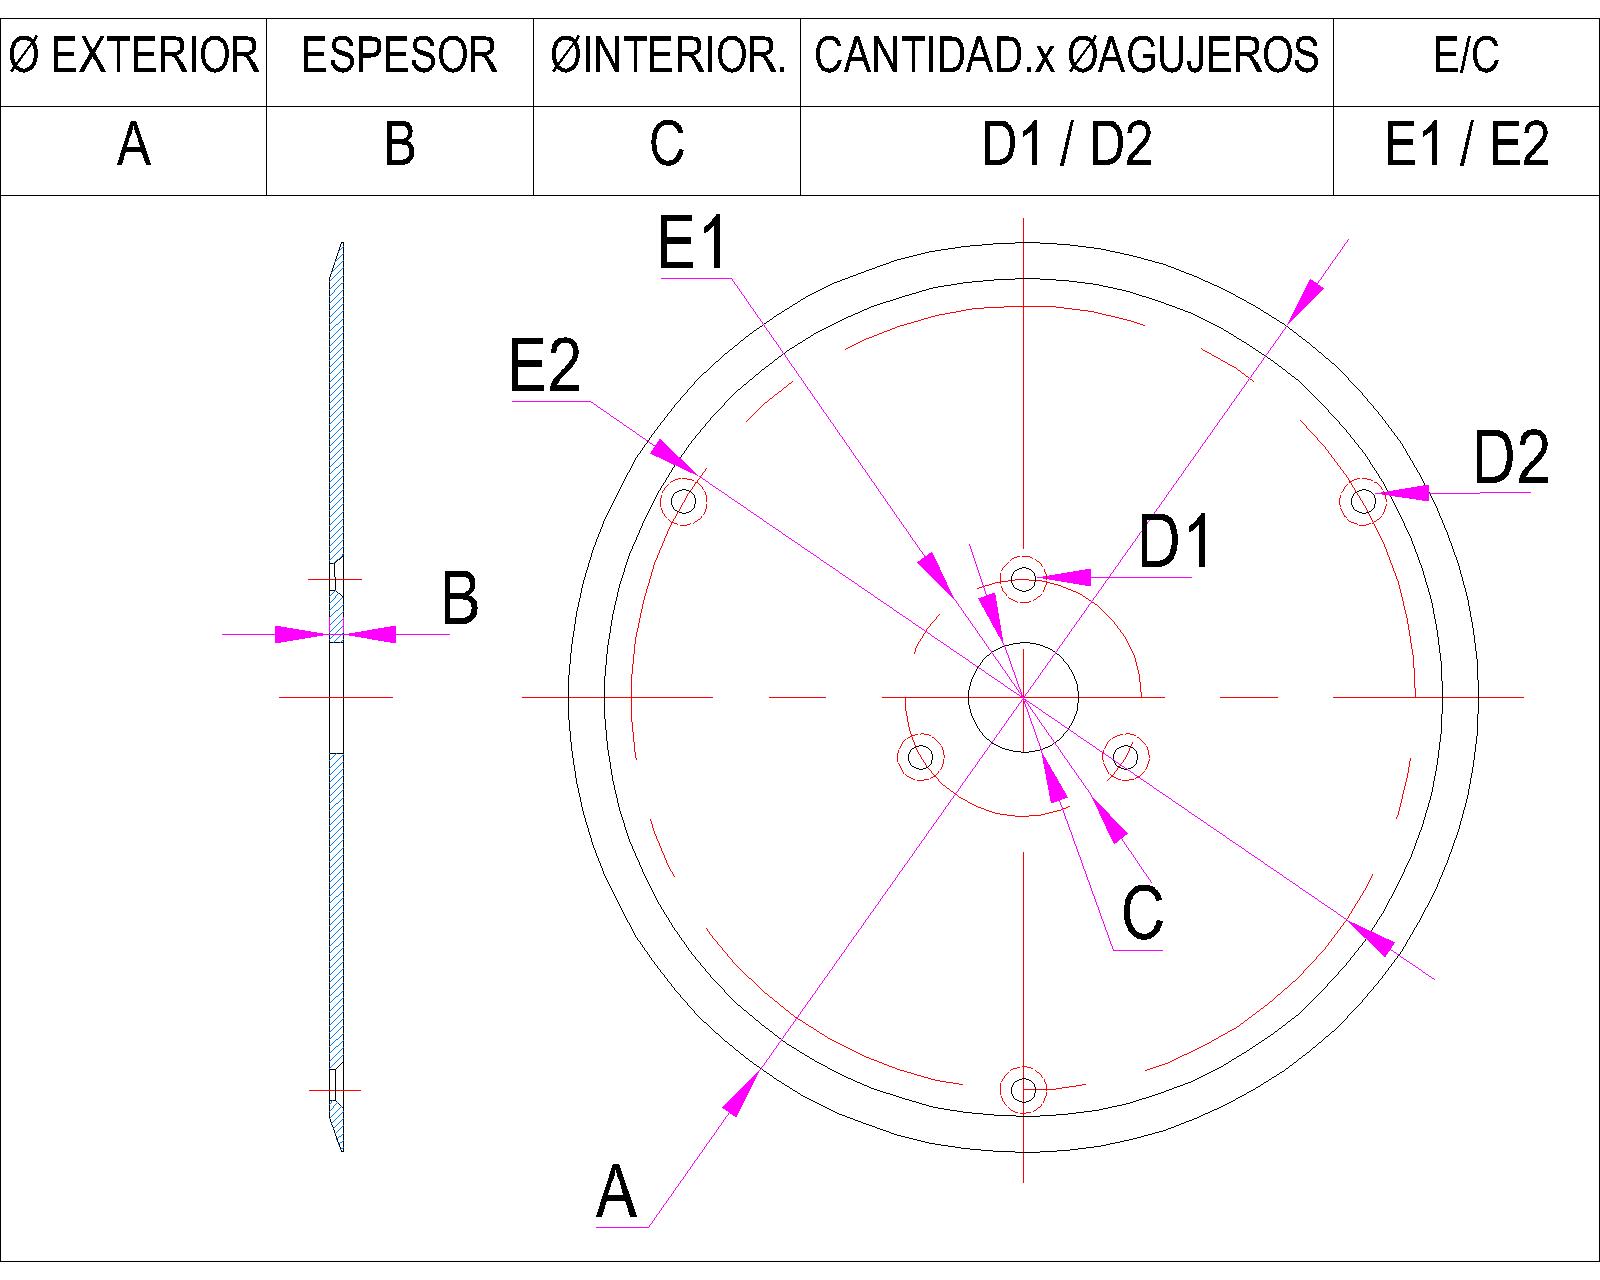 Ø EXTERIOR ESPESOR ØINTERIOR. CANTIDAD.x ØAGUJEROS E/C
A B C D1 / D2 E1 / E2
E1
E2
D2
D1
B
C
A